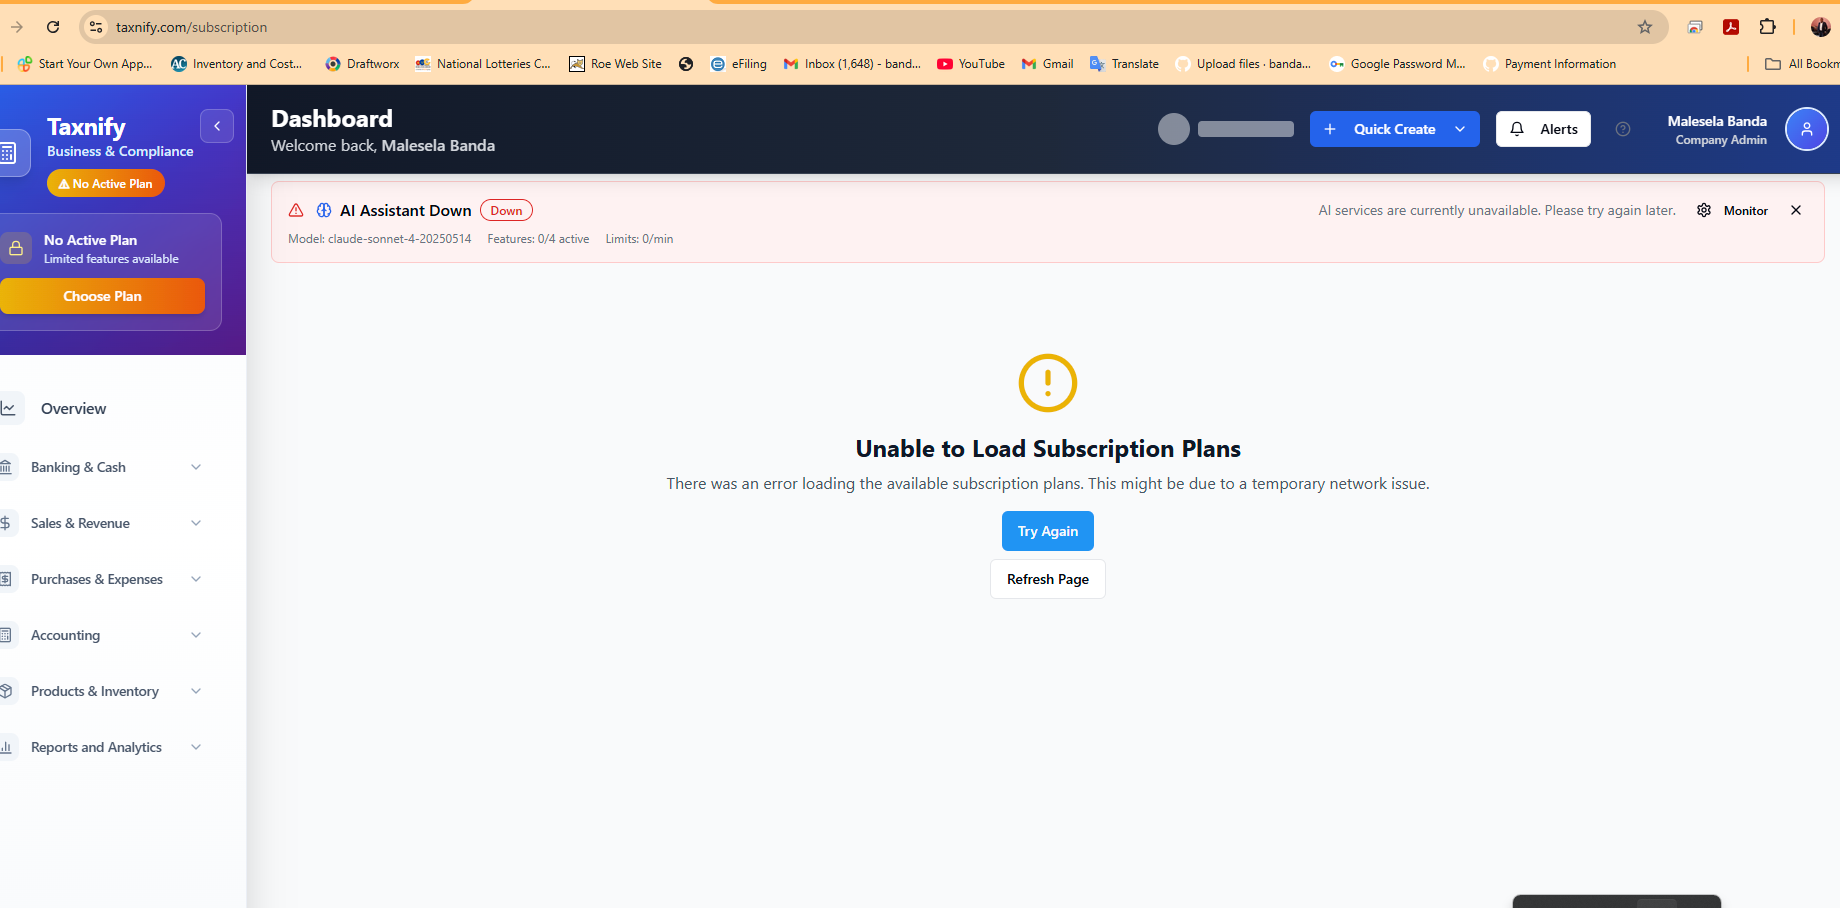 taxnify.com/subscription
Start Your Own App...
Inventory and Cost...
Draftworx
National Lotteries C...
Roe Web Site
eFiling
Inbox (1,648) - band...
YouTube
Gmail
Translate
Upload files · banda...
Google Password M...
Payment Information
All Bookm
Taxnify
Business & Compliance
No Active Plan
No Active Plan
Limited features available
Choose Plan
Overview
Banking & Cash
Sales & Revenue
Purchases & Expenses
Accounting
Products & Inventory
Reports and Analytics
Dashboard
Welcome back, Malesela Banda
Quick Create
Alerts
Malesela Banda
Company Admin
AI Assistant Down
Down
AI services are currently unavailable. Please try again later.
Monitor
Model: claude-sonnet-4-20250514
Features: 0/4 active
Limits: 0/min
Unable to Load Subscription Plans
There was an error loading the available subscription plans. This might be due to a temporary network issue.
Try Again
Refresh Page